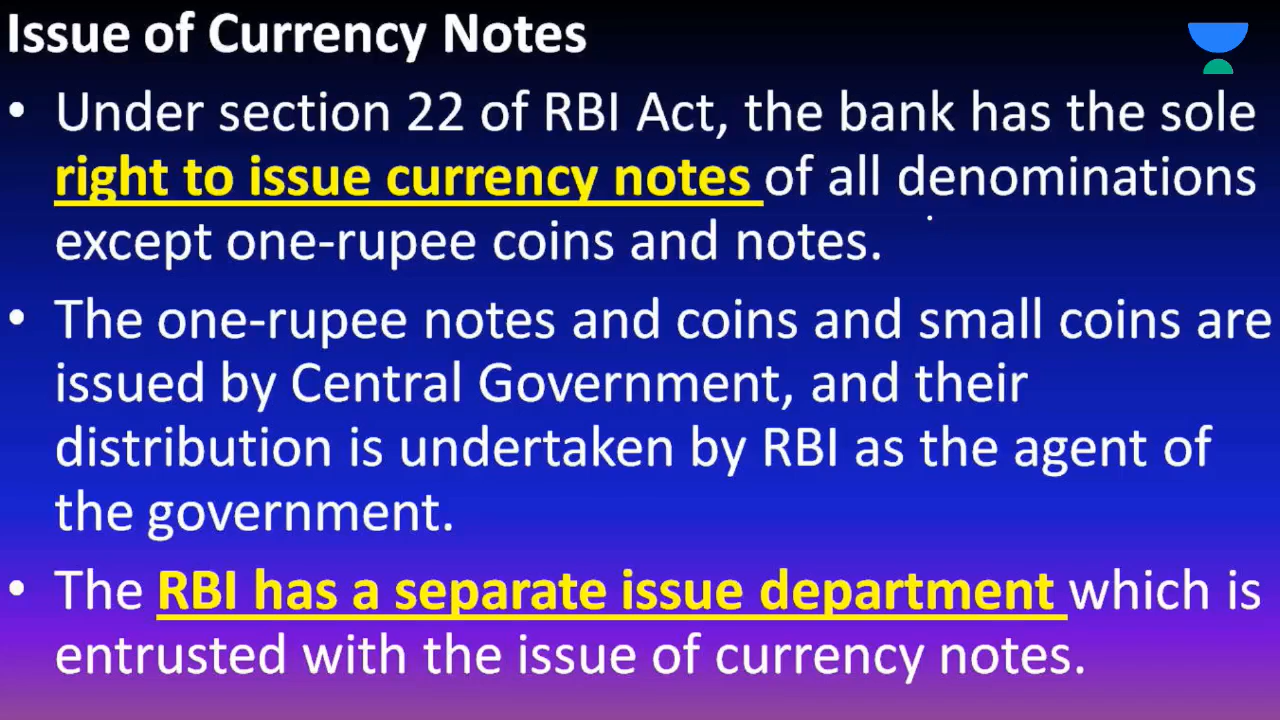 Issue of Currency Notes
• Under section 22 of RBI Act, the bank has the sole
right to issue currency notes of all denominations
except one-rupee coins and notes.
• The one-rupee notes and coins and small coins are
issued by Central Government, and their
distribution is undertaken by RBI as the agent of
the government.
• The RBI has a separate issue department which is
entrusted with the issue of currency notes.